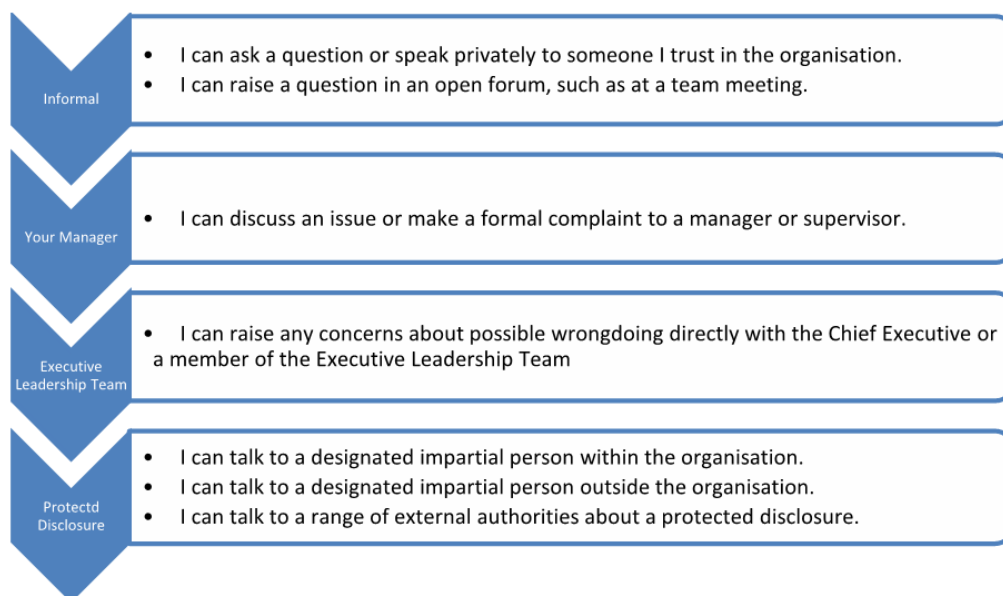 Informal
• I can ask a question or speak privately to someone I trust in the organisation.
• I can raise a question in an open forum, such as at a team meeting.
Your Manager
• I can discuss an issue or make a formal complaint to a manager or supervisor.
Executive
Leadership Team
• I can raise any concerns about possible wrongdoing directly with the Chief Executive or
a member of the Executive Leadership Team
Protectd
Disclosure
• I can talk to a designated impartial person within the organisation.
• I can talk to a designated impartial person outside the organisation.
• I can talk to a range of external authorities about a protected disclosure.